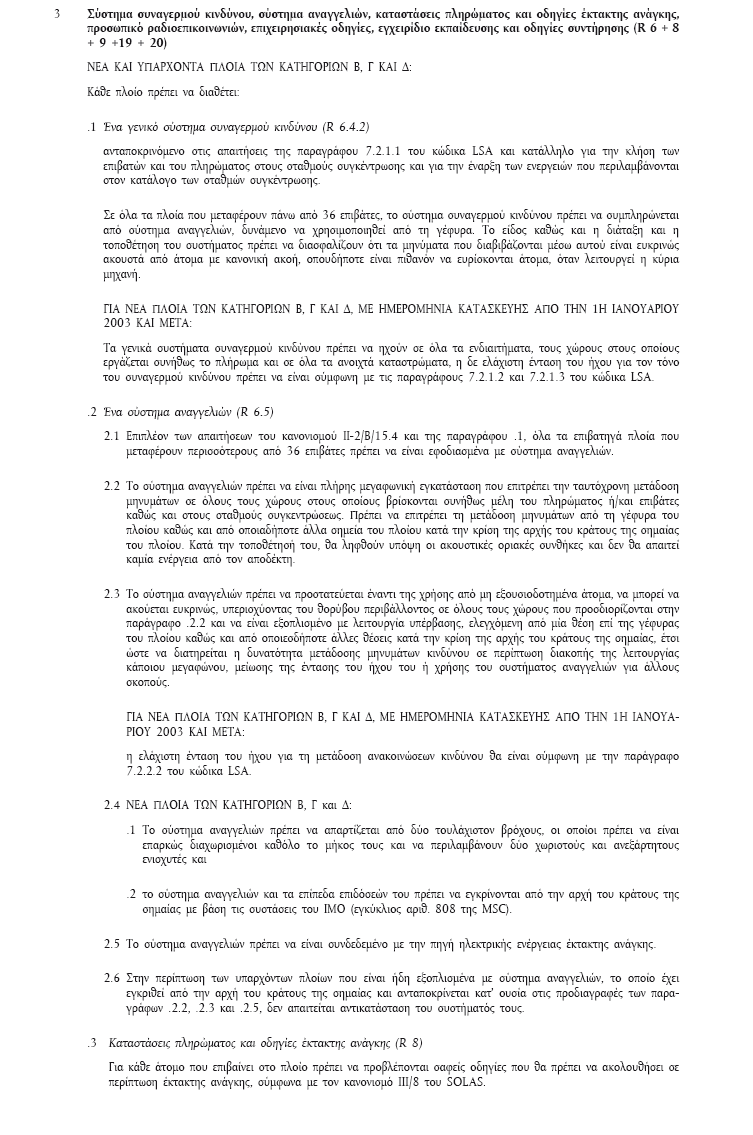 3 Σύστημα συναγερμού κινδύνου, σύστημα αναγγελιών, καταστάσεις πληρώματος και οδηγίες έκτακτης ανάγκης,
προσωπικό ραδιοεπικοινωνιών, επιχειρησιακές οδηγίες, εγχειρίδιο εκπαίδευσης και οδηγίες συντήρησης (R 6 + 8
+ 9 +19 + 20)
ΝΕΑ ΚΑΙ ΥΠΑΡΧΟΝΤΑ ΠΛΟΙΑ ΤΩΝ ΚΑΤΗΓΟΡΙΩΝ Β, Γ ΚΑΙ Δ:
Κάθε πλοίο πρέπει να διαθέτει:
.1 Ένα γενικό σύστημα συναγερμού κινδύνου (R 6.4.2)
ανταποκρινόμενο στις απαιτήσεις της παραγράφου 7.2.1.1 του κώδικα LSA και κατάλληλο για την κλήση των
επιβατών και του πληρώματος στους σταθμούς συγκέντρωσης και για την έναρξη των ενεργειών που περιλαμβάνονται
στον κατάλογο των σταθμών συγκέντρωσης.
Σε όλα τα πλοία που μεταφέρουν πάνω από 36 επιβάτες, το σύστημα συναγερμού κινδύνου πρέπει να συμπληρώνεται
από σύστημα αναγγελιών, δυνάμενο να χρησιμοποιηθεί από τη γέφυρα. Το είδος καθώς και η διάταξη και η
τοποθέτηση του συστήματος πρέπει να διασφαλίζουν ότι τα μηνύματα που διαβιβάζονται μέσω αυτού είναι ευκρινώς
ακουστά από άτομα με κανονική ακοή, οπουδήποτε είναι πιθανόν να ευρίσκονται άτομα, όταν λειτουργεί η κύρια
μηχανή.
ΓΙΑ ΝΕΑ ΠΛΟΙΑ ΤΩΝ ΚΑΤΗΓΟΡΙΩΝ Β, Γ ΚΑΙ Δ, ΜΕ ΗΜΕΡΟΜΗΝΙΑ ΚΑΤΑΣΚΕΥΗΣ ΑΠΟ ΤΗΝ 1Η ΙΑΝΟΥΑΡΙΟΥ
2003 ΚΑΙ ΜΕΤΑ:
Τα γενικά συστήματα συναγερμού κινδύνου πρέπει να ηχούν σε όλα τα ενδιαιτήματα, τους χώρους στους οποίους
εργάζεται συνήθως το πλήρωμα και σε όλα τα ανοιχτά καταστρώματα, η δε ελάχιστη ένταση του ήχου για τον τόνο
του συναγερμού κινδύνου πρέπει να είναι σύμφωνη με τις παραγράφους 7.2.1.2 και 7.2.1.3 του κώδικα LSA.
.2 Ένα σύστημα αναγγελιών (R 6.5)
2.1 Επιπλέον των απαιτήσεων του κανονισμού ΙΙ-2/Β/15.4 και της παραγράφου .1, όλα τα επιβατηγά πλοία που
μεταφέρουν περισσότερους από 36 επιβάτες πρέπει να είναι εφοδιασμένα με σύστημα αναγγελιών.
2.2 Το σύστημα αναγγελιών πρέπει να είναι πλήρης μεγαφωνική εγκατάσταση που επιτρέπει την ταυτόχρονη μετάδοση
μηνυμάτων σε όλους τους χώρους στους οποίους βρίσκονται συνήθως μέλη του πληρώματος ή/και επιβάτες
καθώς και στους σταθμούς συγκεντρώσεως. Πρέπει να επιτρέπει τη μετάδοση μηνυμάτων από τη γέφυρα του
πλοίου καθώς και από οποιαδήποτε άλλα σημεία του πλοίου κατά την κρίση της αρχής του κράτους της σημαίας
του πλοίου. Κατά την τοποθέτησή του, θα ληφθούν υπόψη οι ακουστικές οριακές συνθήκες και δεν θα απαιτεί
καμία ενέργεια από τον αποδέκτη.
2.3 Το σύστημα αναγγελιών πρέπει να προστατεύεται έναντι της χρήσης από μη εξουσιοδοτημένα άτομα, να μπορεί να
ακούεται ευκρινώς, υπερισχύοντας του θορύβου περιβάλλοντος σε όλους τους χώρους που προσδιορίζονται στην
παράγραφο .2.2 και να είναι εξοπλισμένο με λειτουργία υπέρβασης, ελεγχόμενη από μία θέση επί της γέφυρας
του πλοίου καθώς και από οποιεσδήποτε άλλες θέσεις κατά την κρίση της αρχής του κράτους της σημαίας, έτσι
ώστε να διατηρείται η δυνατότητα μετάδοσης μηνυμάτων κινδύνου σε περίπτωση διακοπής της λειτουργίας
κάποιου μεγαφώνου, μείωσης της έντασης του ήχου του ή χρήσης του συστήματος αναγγελιών για άλλους
σκοπούς.
ΓΙΑ ΝΕΑ ΠΛΟΙΑ ΤΩΝ ΚΑΤΗΓΟΡΙΩΝ Β, Γ ΚΑΙ Δ, ΜΕ ΗΜΕΡΟΜΗΝΙΑ ΚΑΤΑΣΚΕΥΗΣ ΑΠΟ ΤΗΝ 1Η ΙΑΝΟΥΑ-
ΡΙΟΥ 2003 ΚΑΙ ΜΕΤΑ:
η ελάχιστη ένταση του ήχου για τη μετάδοση ανακοινώσεων κινδύνου θα είναι σύμφωνη με την παράγραφο
7.2.2.2 του κώδικα LSA.
2.4 ΝΕΑ ΠΛΟΙΑ ΤΩΝ ΚΑΤΗΓΟΡΙΩΝ Β, Γ και Δ:
.1 Το σύστημα αναγγελιών πρέπει να απαρτίζεται από δύο τουλάχιστον βρόχους, οι οποίοι πρέπει να είναι
επαρκώς διαχωρισμένοι καθόλο το μήκος τους και να περιλαμβάνουν δύο χωριστούς και ανεξάρτητους
ενισχυτές και
.2 το σύστημα αναγγελιών και τα επίπεδα επιδόσεών του πρέπει να εγκρίνονται από την αρχή του κράτους της
σημαίας με βάση τις συστάσεις του ΙΜΟ (εγκύκλιος αριθ. 808 της MSC).
2.5 Το σύστημα αναγγελιών πρέπει να είναι συνδεδεμένο με την πηγή ηλεκτρικής ενέργειας έκτακτης ανάγκης.
2.6 Στην περίπτωση των υπαρχόντων πλοίων που είναι ήδη εξοπλισμένα με σύστημα αναγγελιών, το οποίο έχει
εγκριθεί από την αρχή του κράτους της σημαίας και ανταποκρίνεται κατ' ουσία στις προδιαγραφές των παρα-
γράφων .2.2, .2.3 και .2.5, δεν απαιτείται αντικατάσταση του συστήματός τους.
.3 Καταστάσεις πληρώματος και οδηγίες έκτακτης ανάγκης (R 8)
Για κάθε άτομο που επιβαίνει στο πλοίο πρέπει να προβλέπονται σαφείς οδηγίες που θα πρέπει να ακολουθήσει σε
περίπτωση έκτακτης ανάγκης, σύμφωνα με τον κανονισμό ΙΙΙ/8 του SOLAS.